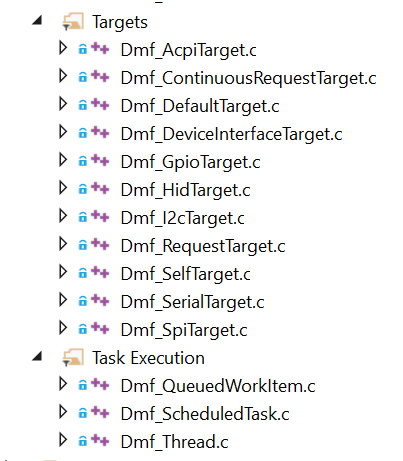 Targets
Dmf_AcpiTarget.c
Dmf_ContinuousRequestTarget.c
Dmf_DefaultTarget.c
Dmf_DeviceInterfaceTarget.c
Dmf_GpioTarget.c
Dmf_HidTarget.c
Dmf_I2cTarget.c
Dmf_RequestTarget.c
Dmf_SelfTarget.c
Dmf_SerialTarget.c
Dmf_SpiTarget.c
Task Execution
Dmf_QueuedWorkItem.c
Dmf_ScheduledTask.c
Dmf_Thread.c